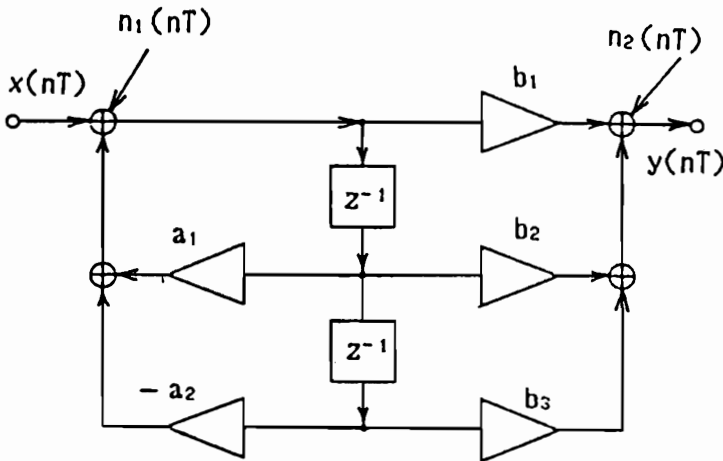 n₁(nT)
n₂(nT)
x(nT)
b₁
y(nT)
z⁻¹
a₁
b₂
z⁻¹
− a₂
b₃